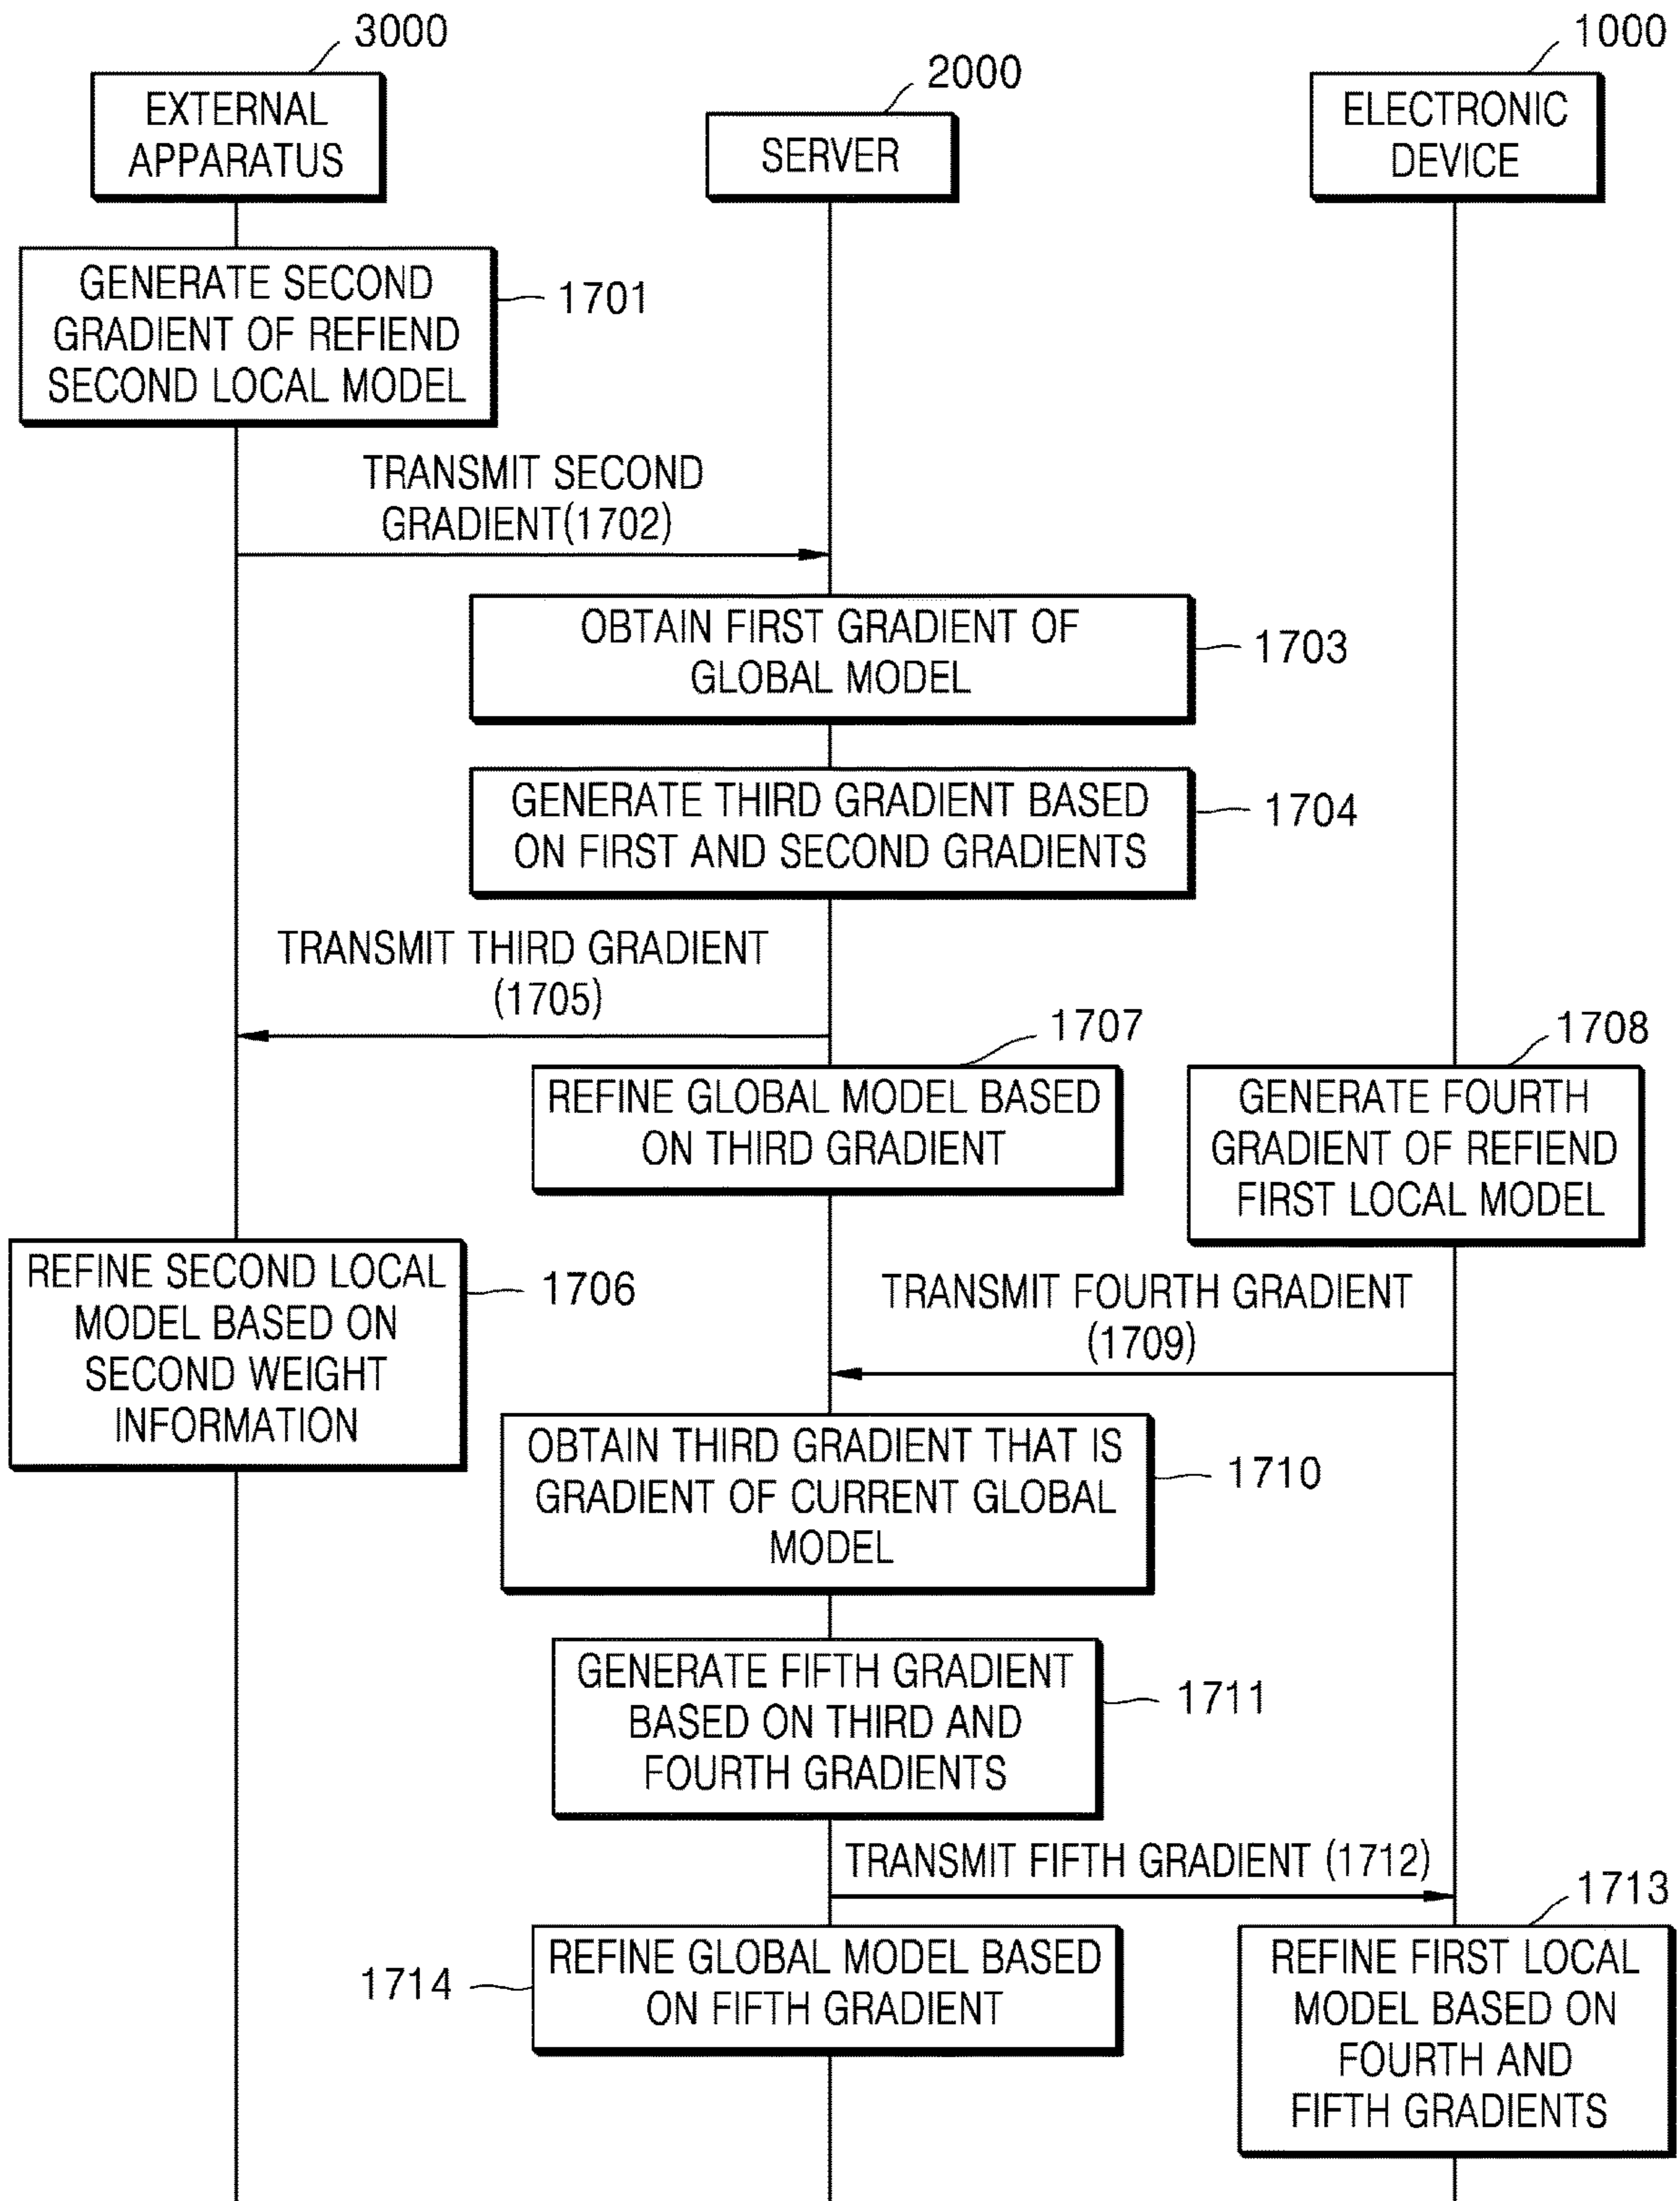 3000
EXTERNAL
APPARATUS
2000
SERVER
1000
ELECTRONIC
DEVICE
GENERATE SECOND
GRADIENT OF REFIEND
SECOND LOCAL MODEL
1701
TRANSMIT SECOND
GRADIENT(1702)
OBTAIN FIRST GRADIENT OF
GLOBAL MODEL
1703
GENERATE THIRD GRADIENT BASED
ON FIRST AND SECOND GRADIENTS
1704
TRANSMIT THIRD GRADIENT
(1705)
1707
REFINE GLOBAL MODEL BASED
ON THIRD GRADIENT
1708
GENERATE FOURTH
GRADIENT OF REFIEND
FIRST LOCAL MODEL
REFINE SECOND LOCAL
MODEL BASED ON
SECOND WEIGHT
INFORMATION
1706
TRANSMIT FOURTH GRADIENT
(1709)
OBTAIN THIRD GRADIENT THAT IS
GRADIENT OF CURRENT GLOBAL
MODEL
1710
GENERATE FIFTH GRADIENT
BASED ON THIRD AND
FOURTH GRADIENTS
1711
TRANSMIT FIFTH GRADIENT (1712)
1714
REFINE GLOBAL MODEL BASED
ON FIFTH GRADIENT
1713
REFINE FIRST LOCAL
MODEL BASED ON
FOURTH AND
FIFTH GRADIENTS